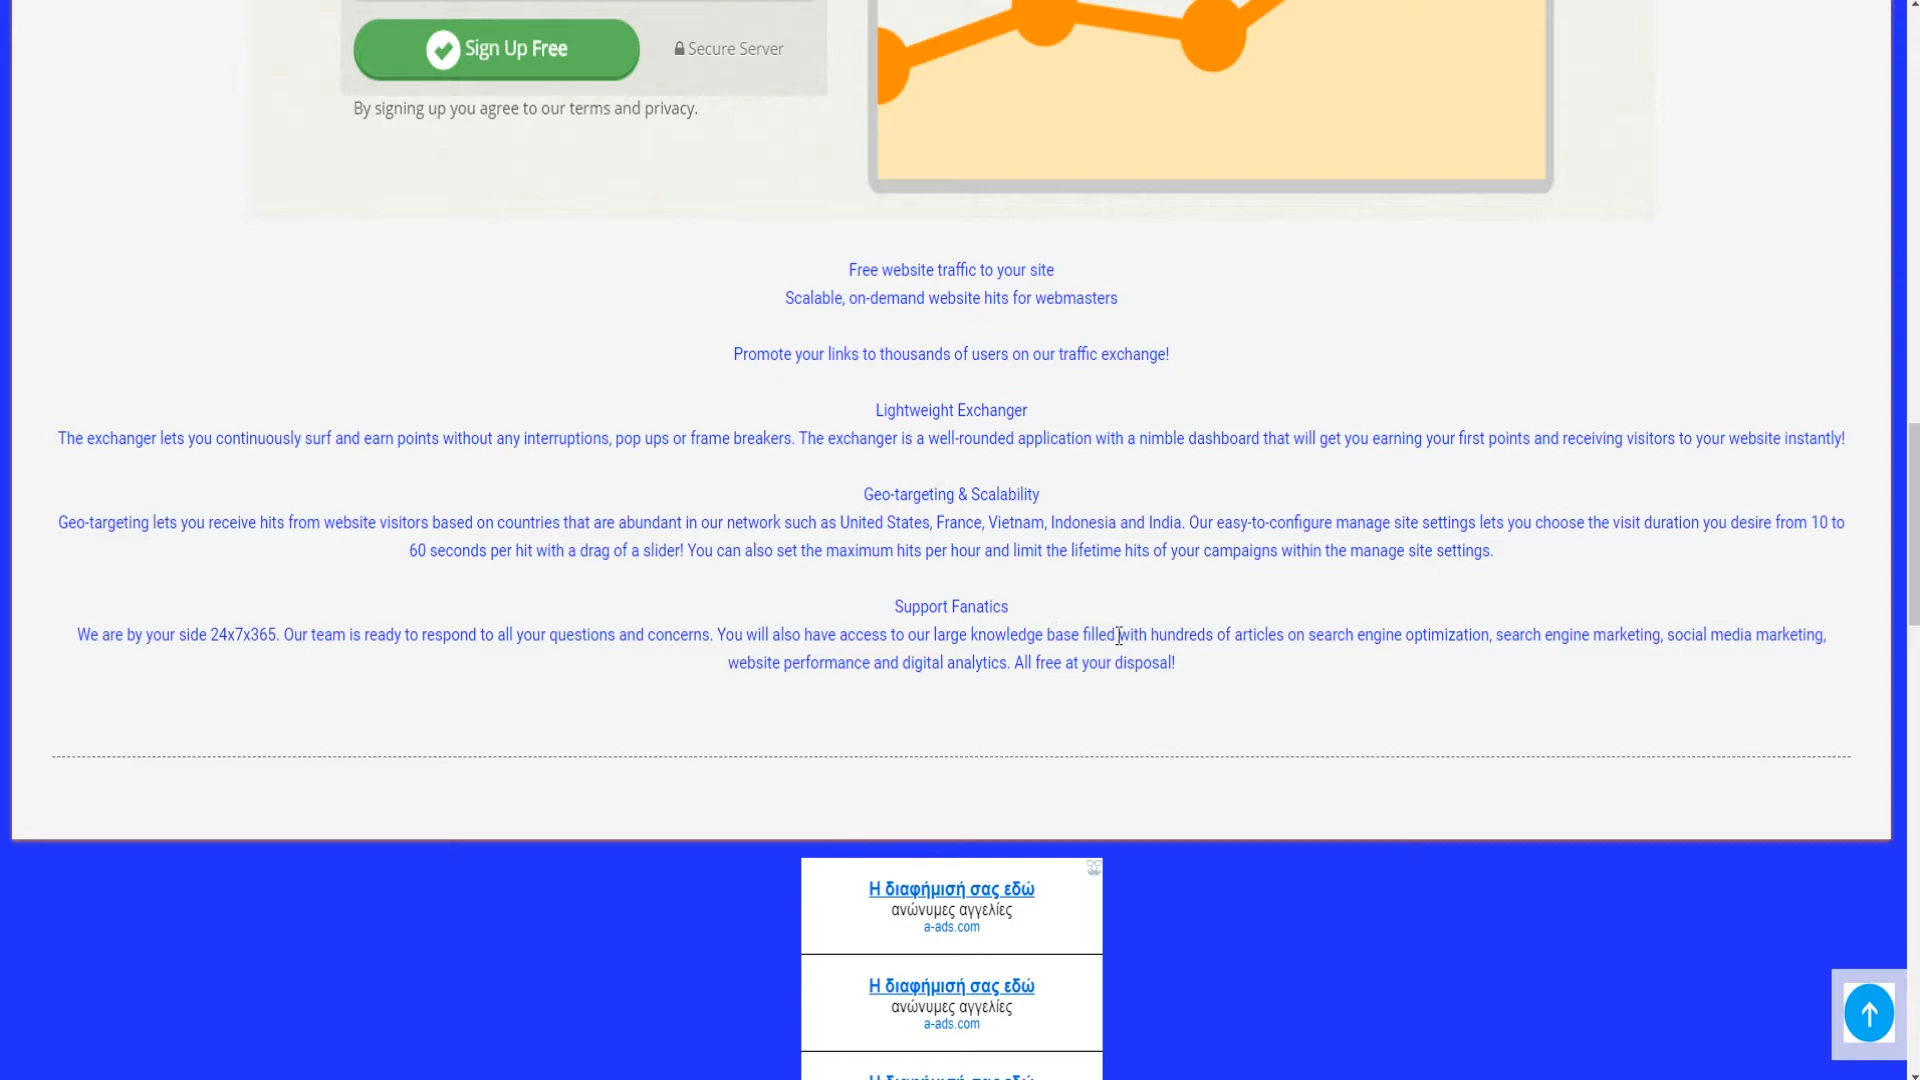 Sign Up Free
Secure Server
By signing up you agree to our terms and privacy.
Free website traffic to your site
Scalable, on-demand website hits for webmasters
Promote your links to thousands of users on our traffic exchange!
Lightweight Exchanger
The exchanger lets you continuously surf and earn points without any interruptions, pop ups or frame breakers. The exchanger is a well-rounded application with a nimble dashboard that will get you earning your first points and receiving visitors to your website instantly!
Geo-targeting & Scalability
Geo-targeting lets you receive hits from website visitors based on countries that are abundant in our network such as United States, France, Vietnam, Indonesia and India. Our easy-to-configure manage site settings lets you choose the visit duration you desire from 10 to
60 seconds per hit with a drag of a slider! You can also set the maximum hits per hour and limit the lifetime hits of your campaigns within the manage site settings.
Support Fanatics
We are by your side 24x7x365. Our team is ready to respond to all your questions and concerns. You will also have access to our large knowledge base filled with hundreds of articles on search engine optimization, search engine marketing, social media marketing,
website performance and digital analytics. All free at your disposal!
Η διαφήμισή σας εδώ
ανώνυμες αγγελίες
a-ads.com
Η διαφήμισή σας εδώ
ανώνυμες αγγελίες
a-ads.com